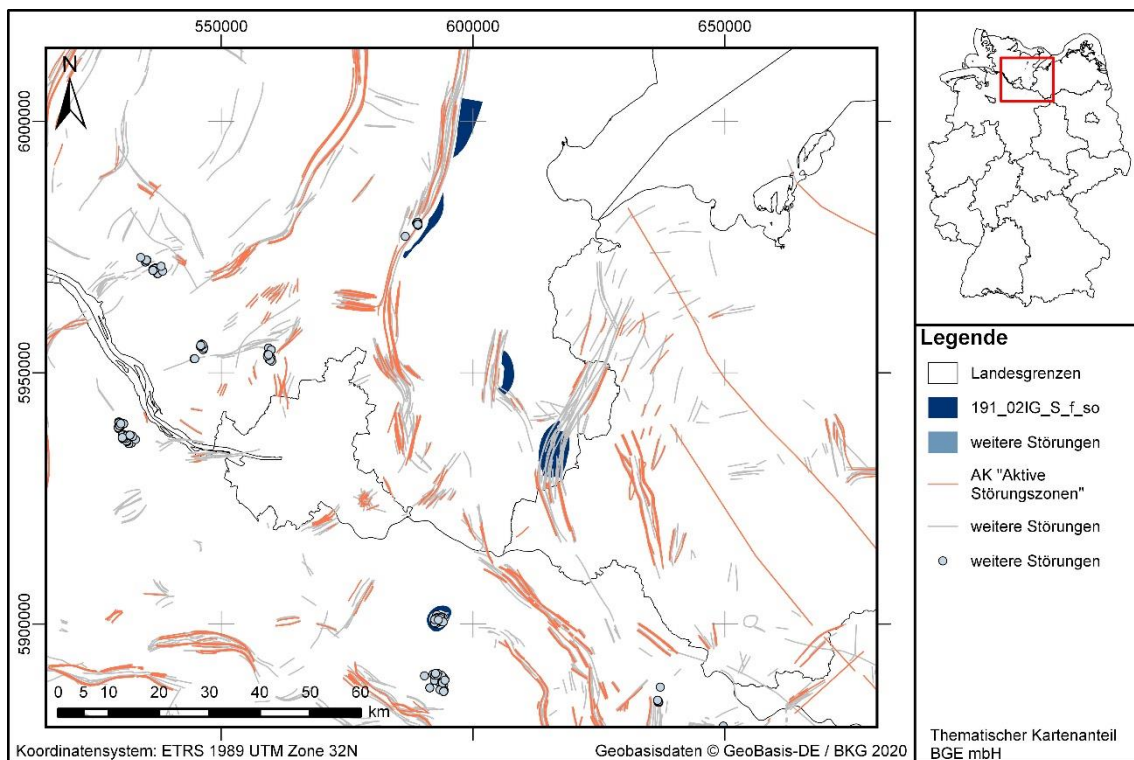 550000
600000
650000
N
6000000
5950000
5900000
0 5 10 20 30 40 50 60
km
Koordinatensystem: ETRS 1989 UTM Zone 32N
Geobasisdaten © GeoBasis-DE / BKG 2020
Legende
Landesgrenzen
191_02IG_S_f_so
weitere Störungen
AK "Aktive
Störungszonen"
weitere Störungen
weitere Störungen
Thematischer Kartenanteil
BGE mbH